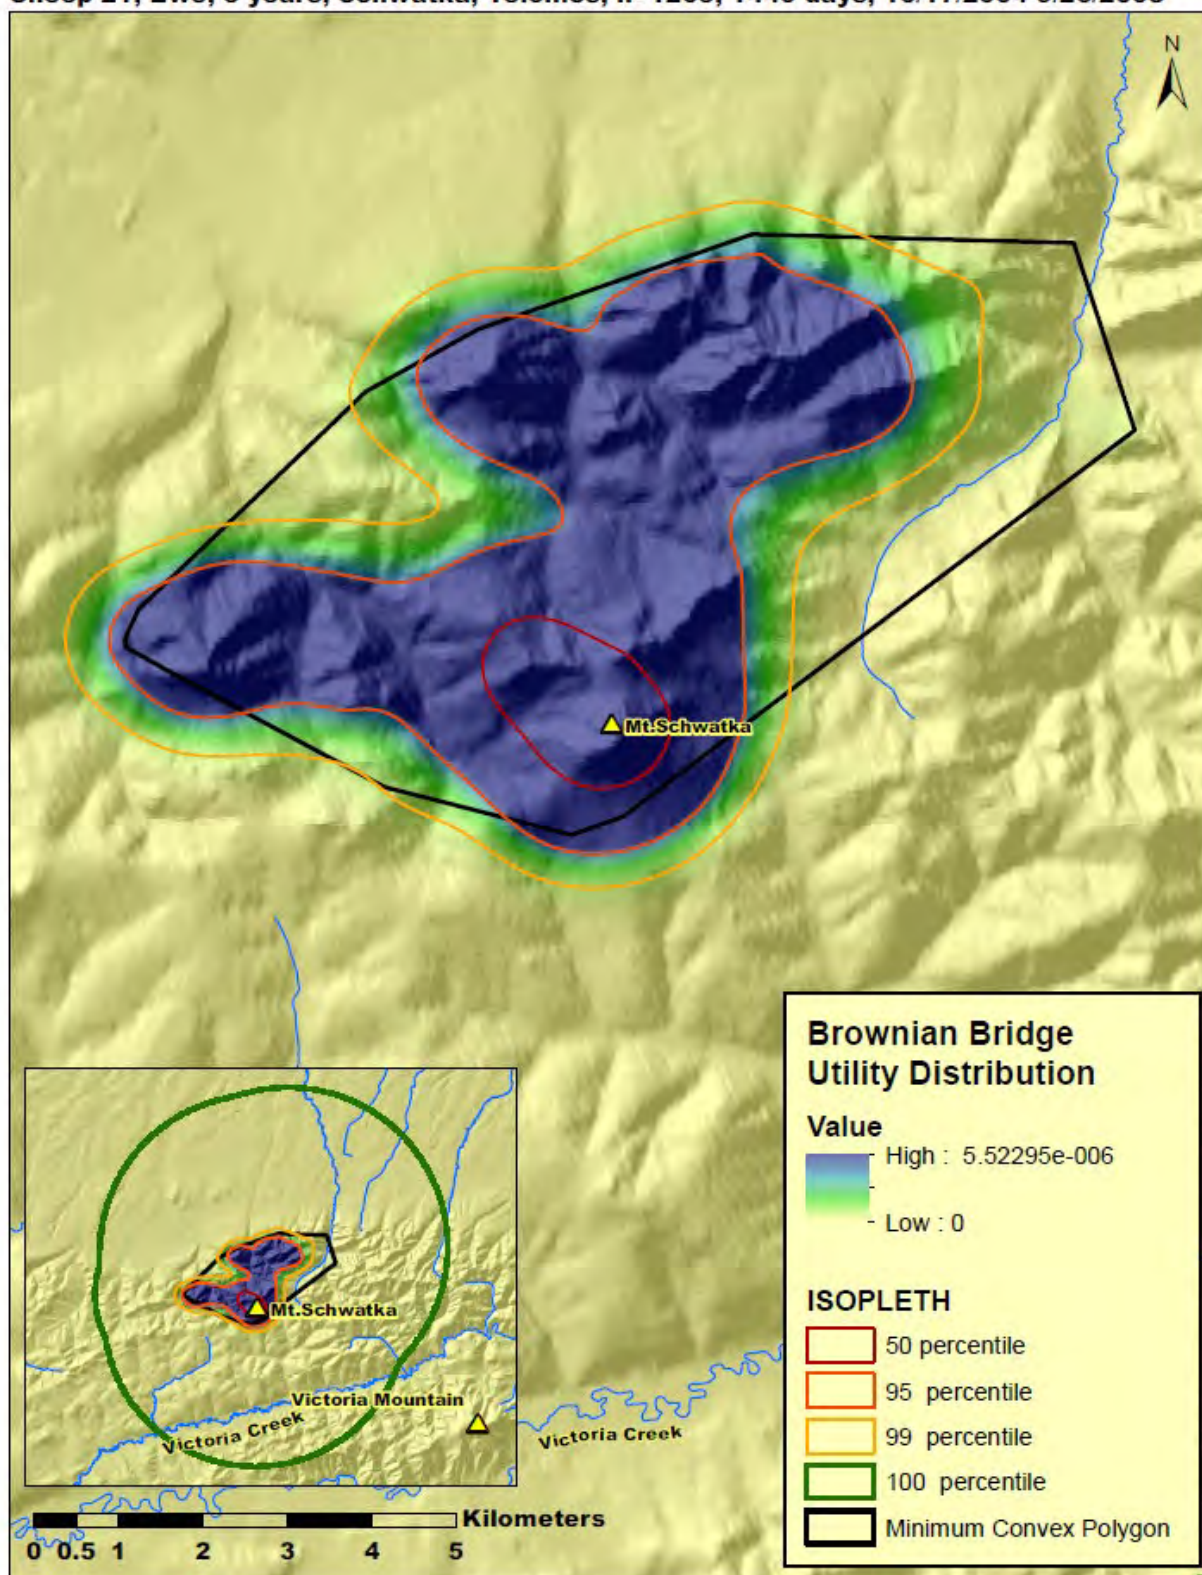 N
Mt.Schwatka
Brownian Bridge
Utility Distribution
Value
High : 5.52295e-006
Low : 0
ISOPLETH
50 percentile
95 percentile
99 percentile
100 percentile
Minimum Convex Polygon
Mt.Schwatka
Victoria Mountain
Victoria Creek
Victoria Creek
Kilometers
0 0.5 1 2 3 4 5